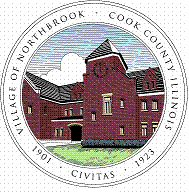 VILLAGE OF NORTHBROOK · COOK COUNTY ILLINOIS
1901 · CIVITAS · 1923